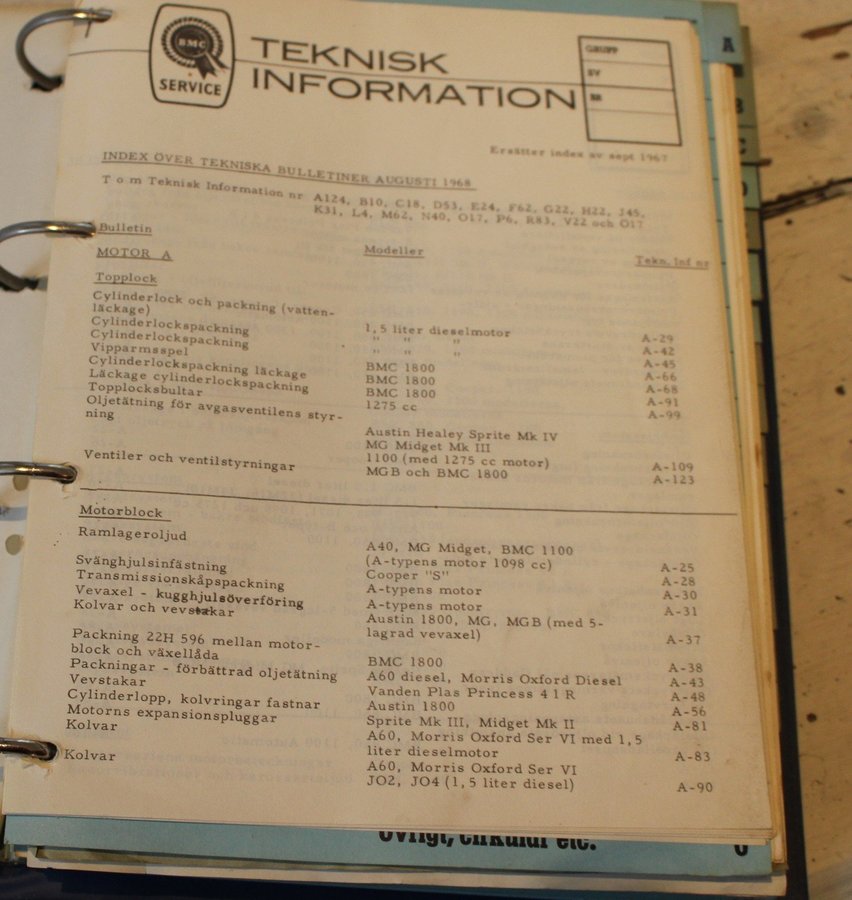 BMC
SERVICE
TEKNISK
INFORMATION
GRUPP
SV
Ersätter index av sept 1967
INDEX ÖVER TEKNISKA BULLETINER AUGUSTI 1968
T o m Teknisk Information nr A124, B10, C18, D53, E24, F62, G22, H22, J45,
K31, L4, M62, N40, O17, P6, R83, V22 och O17
Bulletin Modeller Tekn.Inf nr
MOTOR A
Topplock
Cylinderlock och packning (vatten-
läckage) 1,5 liter dieselmotor A-29
Cylinderlockspackning " " " A-42
Cylinderlockspackning " " " A-45
Vipparmsspel BMC 1800 A-66
Cylinderlockspackning läckage BMC 1800 A-68
Läckage cylinderlockspackning BMC 1800 A-91
Topplocksbultar 1275 cc A-99
Oljetätning för avgasventilens styr-
ning Austin Healey Sprite Mk IV
MG Midget Mk III
1100 (med 1275 cc motor) A-109
Ventiler och ventilstyrningar MGB och BMC 1800 A-123
Motorblock
Ramlageroljud A40, MG Midget, BMC 1100
(A-typens motor 1098 cc) A-25
Svänghjulsinfästning Cooper "S" A-28
Transmissionskåpspackning A-typens motor A-30
Vevaxel - kugghjulsöverföring A-typens motor A-31
Kolvar och vevstakar Austin 1800, MG, MGB (med 5-
lagrad vevaxel) A-37
Packning 22H 596 mellan motor-
block och växellåda BMC 1800 A-38
Packningar - förbättrad oljetätning A60 diesel, Morris Oxford Diesel A-43
Vevstakar Vanden Plas Princess 4 l R A-48
Cylinderlopp, kolvringar fastnar Austin 1800 A-56
Motorns expansionspluggar Sprite Mk III, Midget Mk II A-81
Kolvar A60, Morris Oxford Ser VI med 1,5
liter dieselmotor A-83
Kolvar A60, Morris Oxford Ser VI
JO2, JO4 (1,5 liter diesel) A-90
Övrigt, cirkulär etc.
A
B
C
D